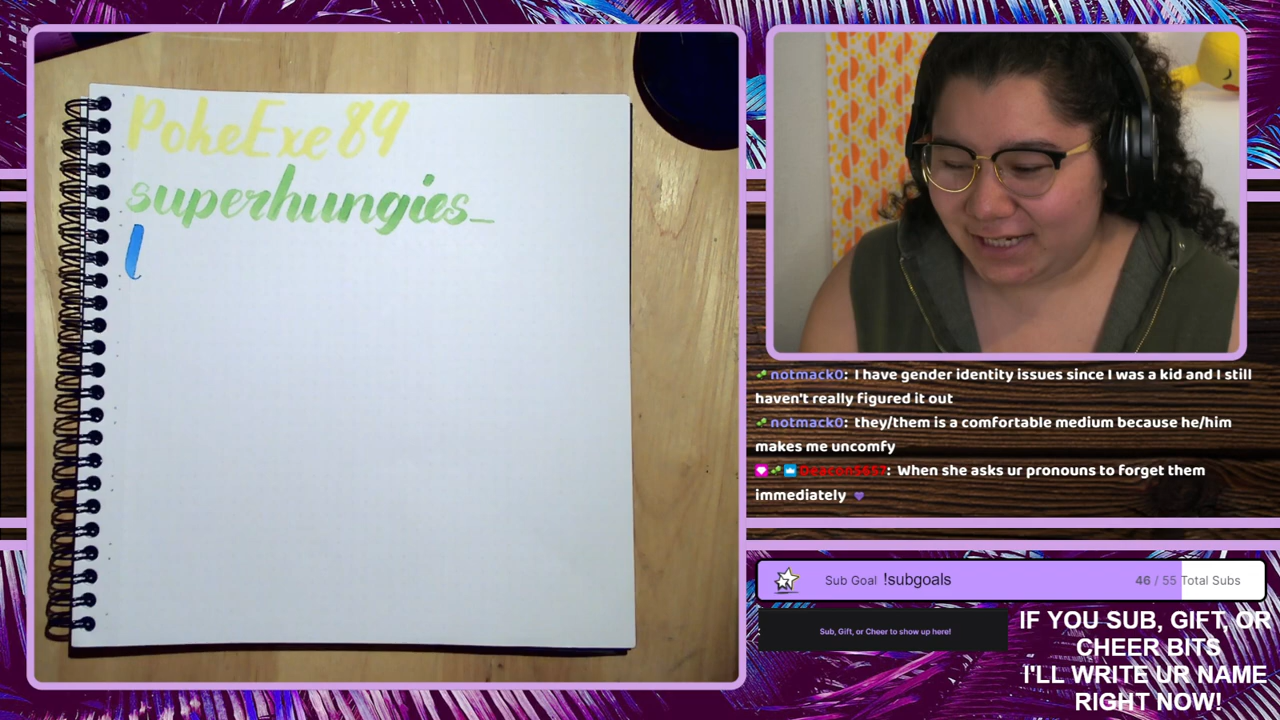 PokeExe89
superhungies_
notmack0: I have gender identity issues since I was a kid and I still
haven't really figured it out
notmack0: they/them is a comfortable medium because he/him
makes me uncomfy
Deacon5657: When she asks ur pronouns to forget them
immediately
Sub Goal !subgoals 46 / 55 Total Subs
Sub, Gift, or Cheer to show up here!
IF YOU SUB, GIFT, OR
CHEER BITS
I'LL WRITE UR NAME
RIGHT NOW!